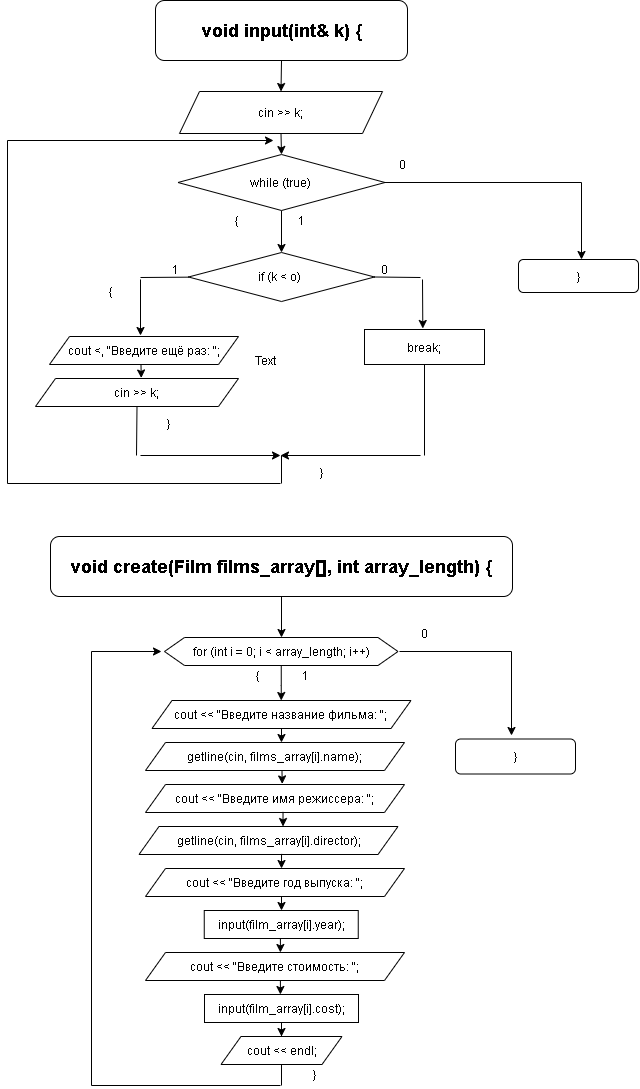 void input(int& k) {
cin >> k;
while (true)
0
{
1
if (k < o)
1
0
}
{
cout <, "Введите ещё раз: ";
Text
break;
cin >> k;
}
}
void create(Film films_array[], int array_length) {
for (int i = 0; i < array_length; i++)
0
{
1
cout << "Введите название фильма: ";
getline(cin, films_array[i].name);
}
cout << "Введите имя режиссера: ";
getline(cin, films_array[i].director);
cout << "Введите год выпуска: ";
input(film_array[i].year);
cout << "Введите стоимость: ";
input(film_array[i].cost);
cout << endl;
}